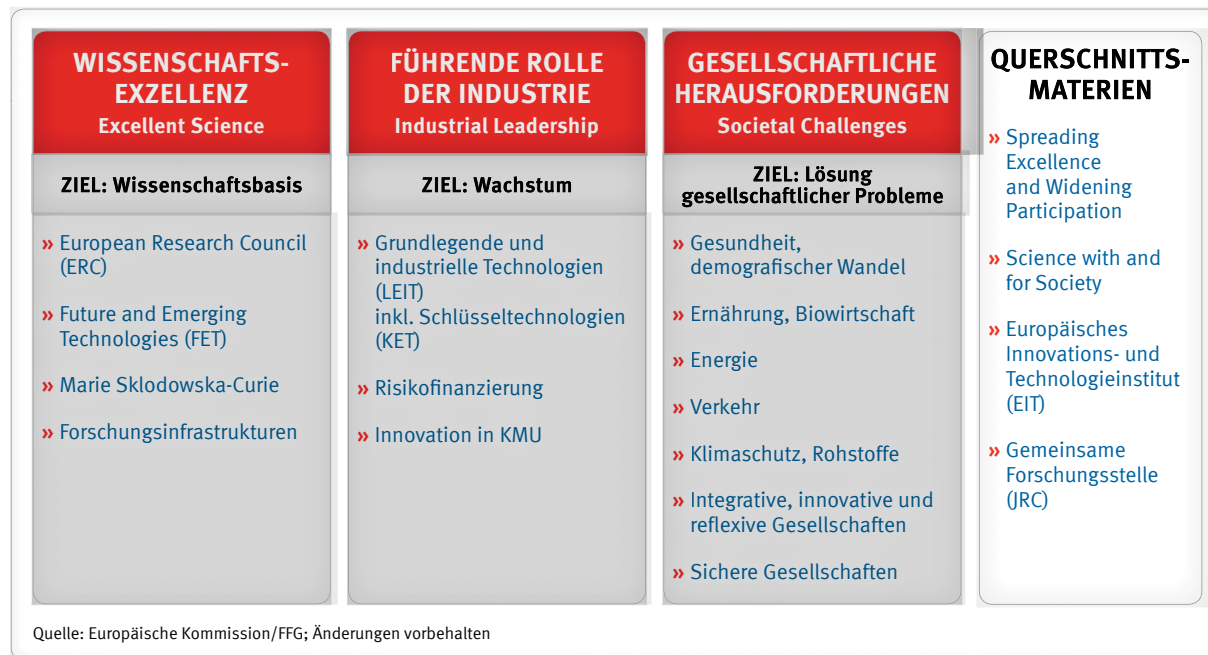 WISSENSCHAFTS-
EXZELLENZ
Excellent Science
ZIEL: Wissenschaftsbasis
» European Research Council
(ERC)
» Future and Emerging
Technologies (FET)
» Marie Sklodowska-Curie
» Forschungsinfrastrukturen
FÜHRENDE ROLLE
DER INDUSTRIE
Industrial Leadership
ZIEL: Wachstum
» Grundlegende und
industrielle Technologien
(LEIT)
inkl. Schlüsseltechnologien
(KET)
» Risikofinanzierung
» Innovation in KMU
GESELLSCHAFTLICHE
HERAUSFORDERUNGEN
Societal Challenges
ZIEL: Lösung
gesellschaftlicher Probleme
» Gesundheit,
demografischer Wandel
» Ernährung, Biowirtschaft
» Energie
» Verkehr
» Klimaschutz, Rohstoffe
» Integrative, innovative und
reflexive Gesellschaften
» Sichere Gesellschaften
QUERSCHNITTS-
MATERIEN
» Spreading
Excellence
and Widening
Participation
» Science with and
for Society
» Europäisches
Innovations- und
Technologieinstitut
(EIT)
» Gemeinsame
Forschungsstelle
(JRC)
Quelle: Europäische Kommission/FFG; Änderungen vorbehalten